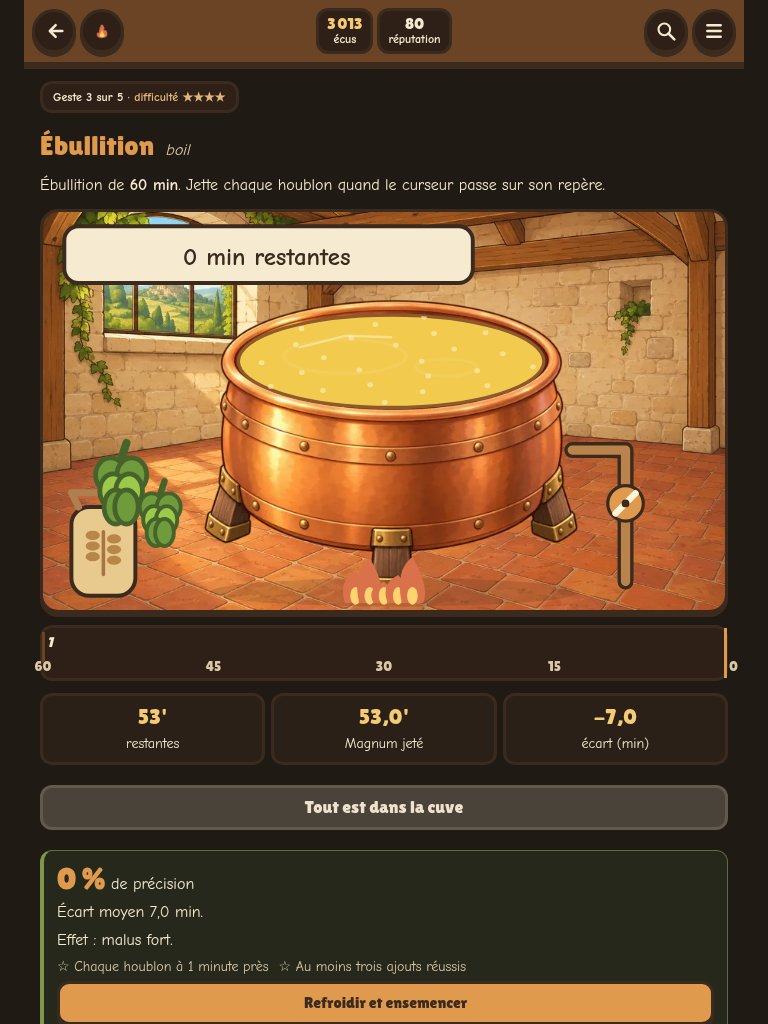 3 013
écus
80
réputation
Geste 3 sur 5 · difficulté ★★★★
Ébullition boil
Ébullition de 60 min. Jette chaque houblon quand le curseur passe sur son repère.
0 min restantes
1
60 45 30 15 0
53'
restantes
53,0'
Magnum jeté
−7,0
écart (min)
Tout est dans la cuve
0 % de précision
Écart moyen 7,0 min.
Effet : malus fort.
☆ Chaque houblon à 1 minute près ☆ Au moins trois ajouts réussis
Refroidir et ensemencer